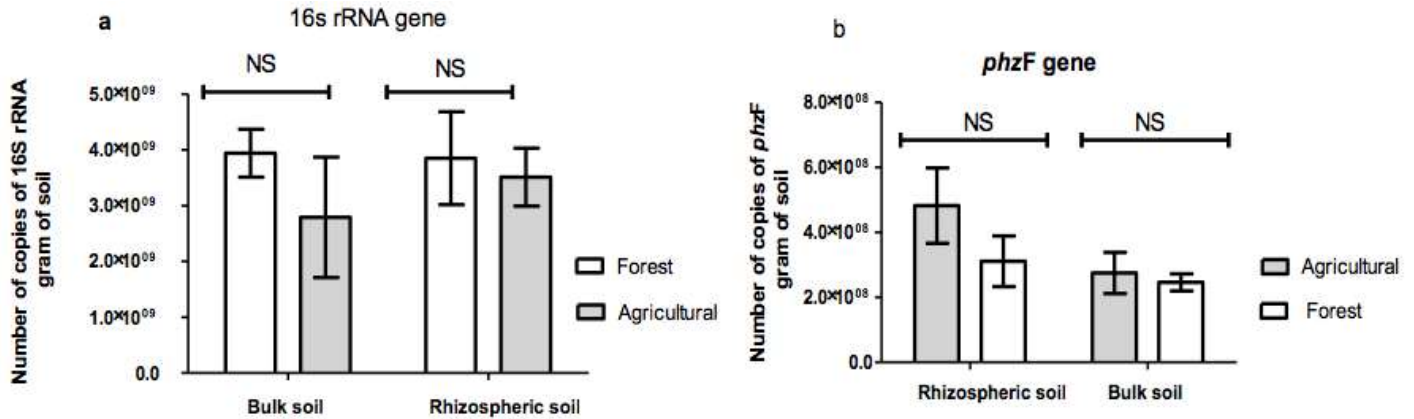 a
16s rRNA gene
NS
NS
Number of copies of 16S rRNA
gram of soil
5.0×10⁰⁹
4.0×10⁰⁹
3.0×10⁰⁹
2.0×10⁰⁹
1.0×10⁰⁹
0.0
Bulk soil
Rhizospheric soil
Forest
Agricultural
b
phzF gene
NS
NS
Number of copies of phzF
gram of soil
8.0×10⁰⁸
6.0×10⁰⁸
4.0×10⁰⁸
2.0×10⁰⁸
0.0
Rhizospheric soil
Bulk soil
Agricultural
Forest